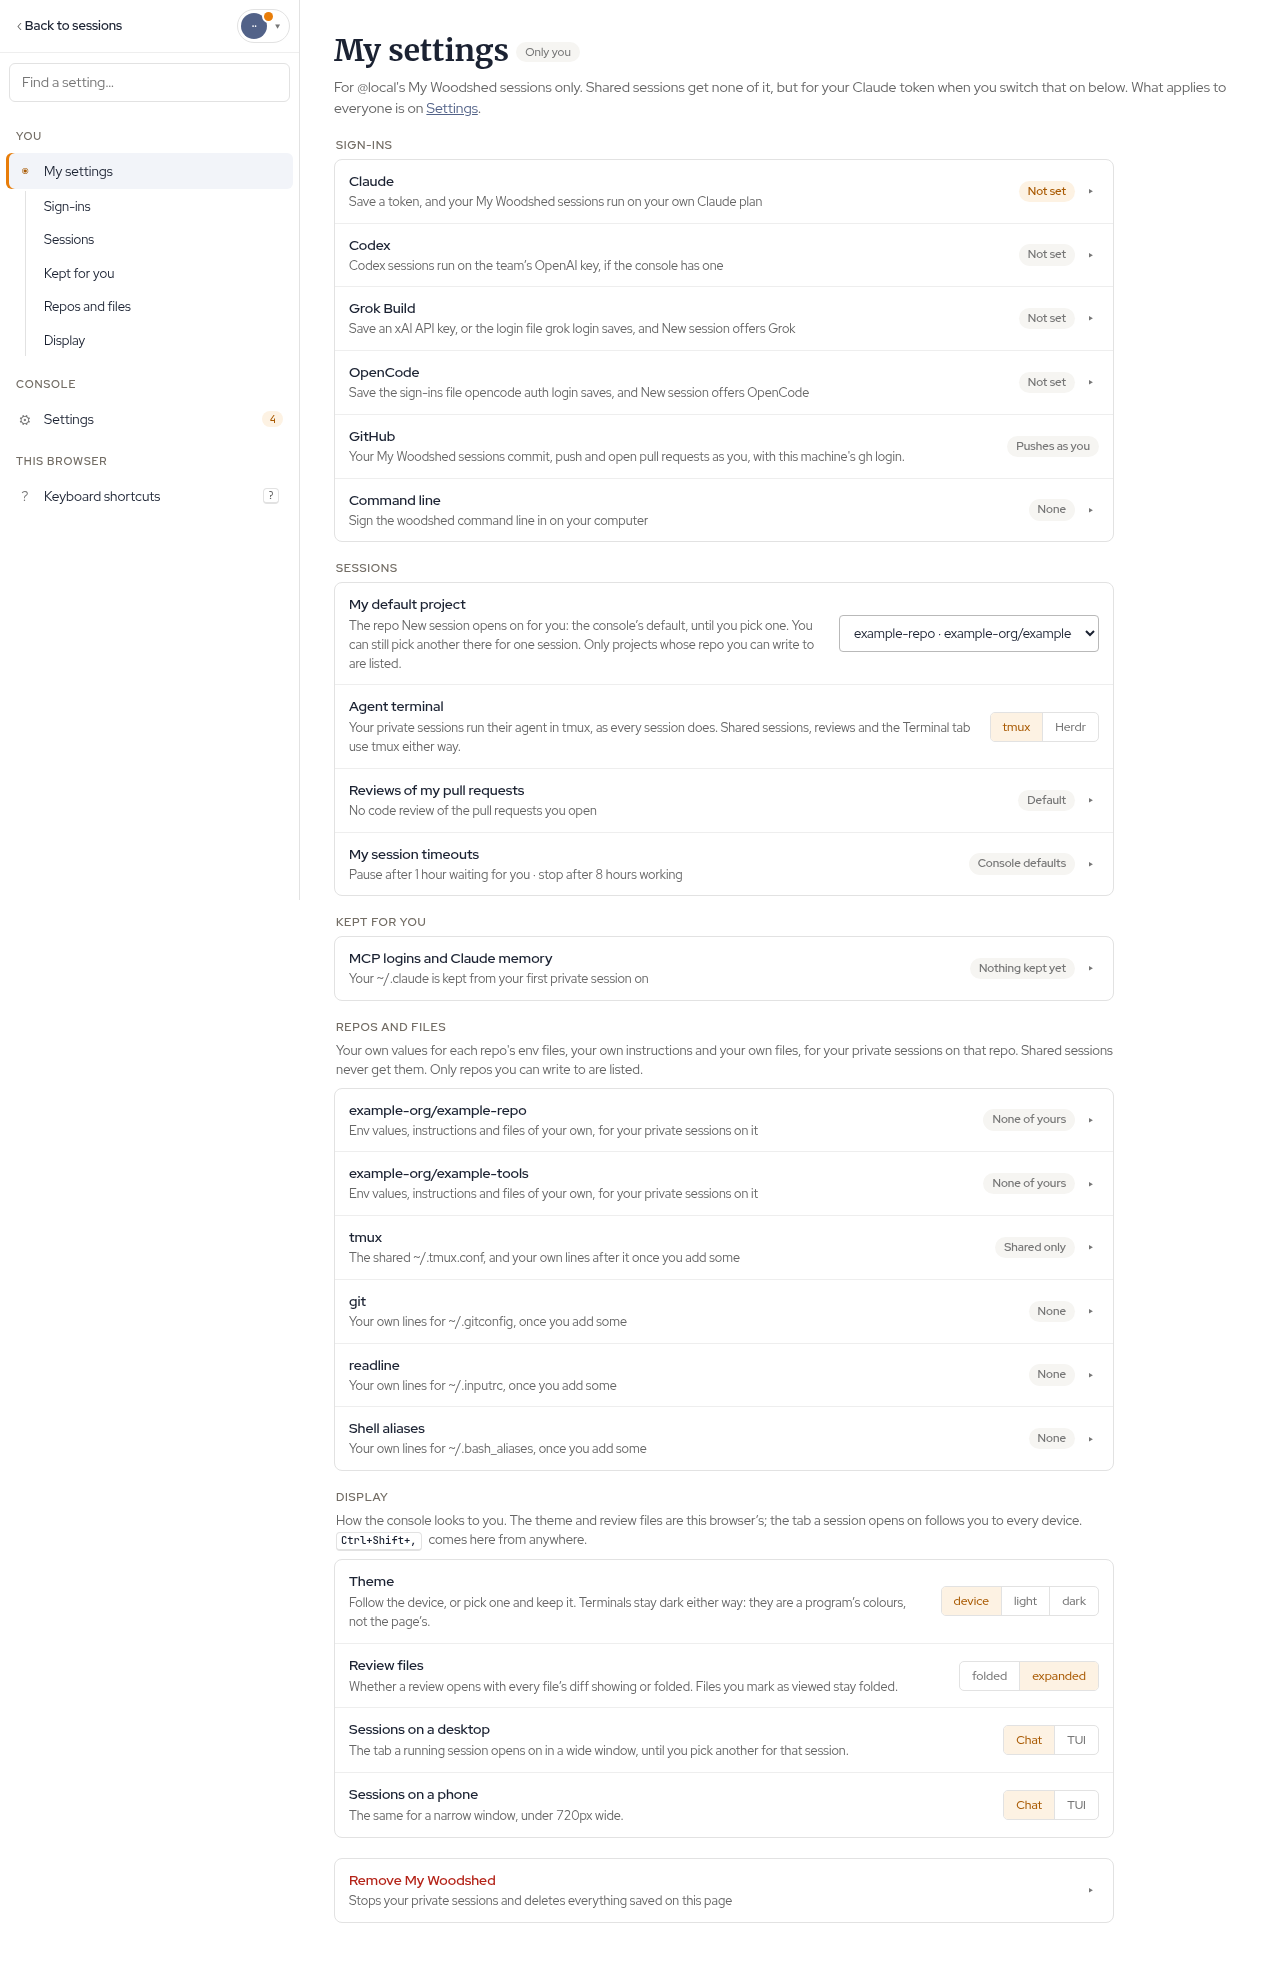 ‹ Back to sessions
Find a setting...
YOU
My settings
Sign-ins
Sessions
Kept for you
Repos and files
Display
CONSOLE
Settings
4
THIS BROWSER
? Keyboard shortcuts
?
My settings
Only you
For @local's My Woodshed sessions only. Shared sessions get none of it, but for your Claude token when you switch that on below. What applies to
everyone is on Settings.
SIGN-INS
Claude
Save a token, and your My Woodshed sessions run on your own Claude plan
Not set
Codex
Codex sessions run on the team's OpenAI key, if the console has one
Not set
Grok Build
Save an xAI API key, or the login file grok login saves, and New session offers Grok
Not set
OpenCode
Save the sign-ins file opencode auth login saves, and New session offers OpenCode
Not set
GitHub
Your My Woodshed sessions commit, push and open pull requests as you, with this machine's gh login.
Pushes as you
Command line
Sign the woodshed command line in on your computer
None
SESSIONS
My default project
The repo New session opens on for you: the console's default, until you pick one. You
can still pick another there for one session. Only projects whose repo you can write to
are listed.
example-repo · example-org/example
Agent terminal
Your private sessions run their agent in tmux, as every session does. Shared sessions, reviews and the Terminal tab
use tmux either way.
tmux
Herdr
Reviews of my pull requests
No code review of the pull requests you open
Default
My session timeouts
Pause after 1 hour waiting for you · stop after 8 hours working
Console defaults
KEPT FOR YOU
MCP logins and Claude memory
Your ~/.claude is kept from your first private session on
Nothing kept yet
REPOS AND FILES
Your own values for each repo's env files, your own instructions and your own files, for your private sessions on that repo. Shared sessions
never get them. Only repos you can write to are listed.
example-org/example-repo
Env values, instructions and files of your own, for your private sessions on it
None of yours
example-org/example-tools
Env values, instructions and files of your own, for your private sessions on it
None of yours
tmux
The shared ~/.tmux.conf, and your own lines after it once you add some
Shared only
git
Your own lines for ~/.gitconfig, once you add some
None
readline
Your own lines for ~/.inputrc, once you add some
None
Shell aliases
Your own lines for ~/.bash_aliases, once you add some
None
DISPLAY
How the console looks to you. The theme and review files are this browser's; the tab a session opens on follows you to every device.
Ctrl+Shift+, comes here from anywhere.
Theme
Follow the device, or pick one and keep it. Terminals stay dark either way: they are a program's colours,
not the page's.
device
light
dark
Review files
Whether a review opens with every file's diff showing or folded. Files you mark as viewed stay folded.
folded
expanded
Sessions on a desktop
The tab a running session opens on in a wide window, until you pick another for that session.
Chat
TUI
Sessions on a phone
The same for a narrow window, under 720px wide.
Chat
TUI
Remove My Woodshed
Stops your private sessions and deletes everything saved on this page